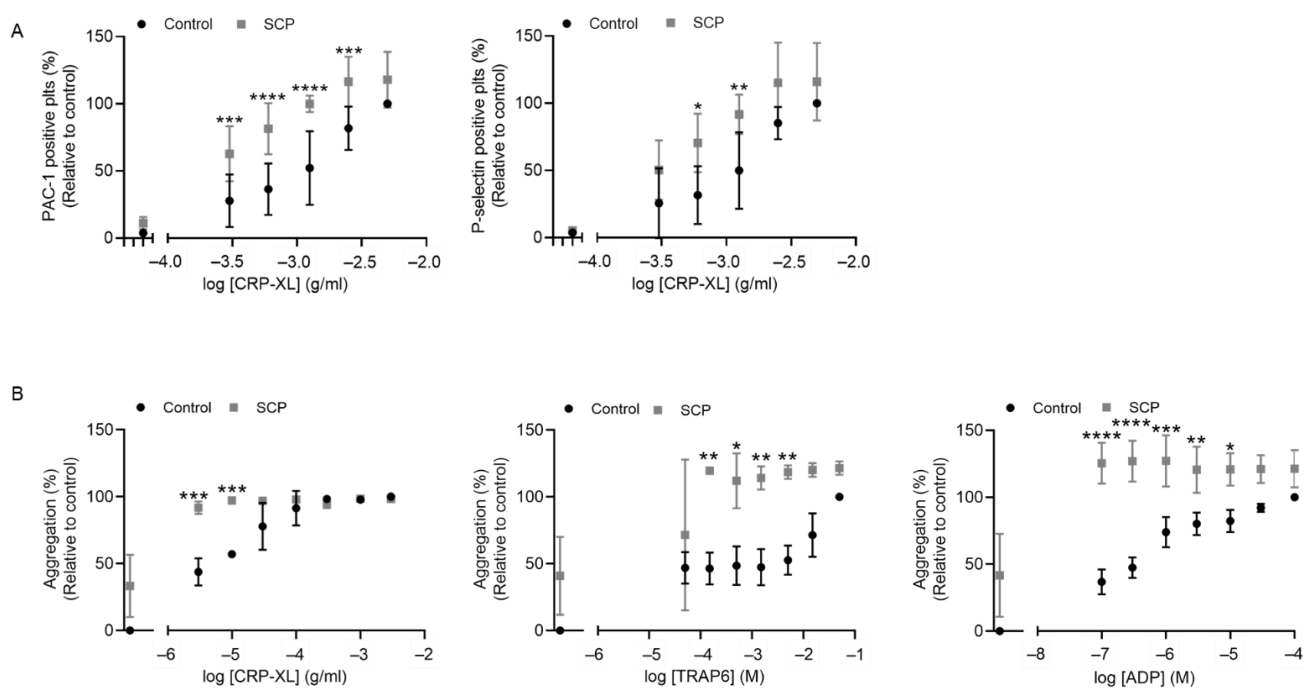 A
Control SCP
150
100
50
0
PAC-1 positive plts (%)
(Relative to control)
*** **** **** ***
–4.0 –3.5 –3.0 –2.5 –2.0
log [CRP-XL] (g/ml)
Control SCP
150
100
50
0
P-selectin positive plts (%)
(Relative to control)
* **
–4.0 –3.5 –3.0 –2.5 –2.0
log [CRP-XL] (g/ml)
B
Control SCP
150
100
50
0
Aggregation (%)
(Relative to control)
*** ***
–6 –5 –4 –3 –2
log [CRP-XL] (g/ml)
Control SCP
150
100
50
0
Aggregation (%)
(Relative to control)
** * ** **
–6 –5 –4 –3 –2 –1
log [TRAP6] (M)
Control SCP
150
100
50
0
Aggregation (%)
(Relative to control)
**** **** *** ** *
–8 –7 –6 –5 –4
log [ADP] (M)